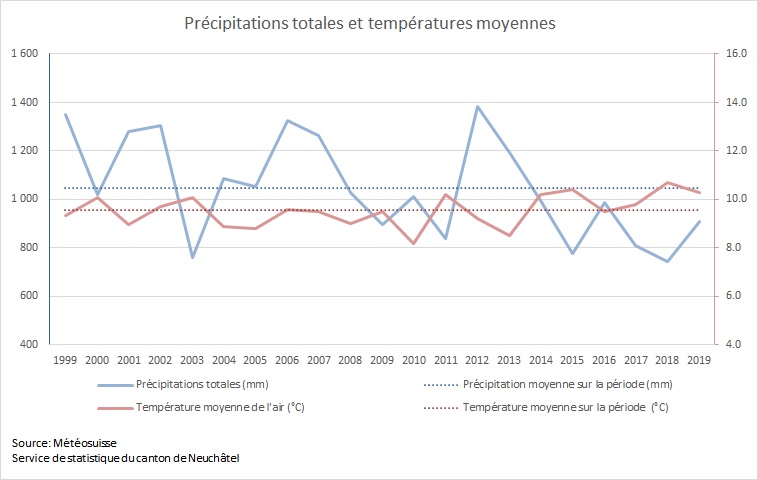 Précipitations totales et températures moyennes
1 600
1 400
1 200
1 000
800
600
400
16.0
14.0
12.0
10.0
8.0
6.0
4.0
1999 2000 2001 2002 2003 2004 2005 2006 2007 2008 2009 2010 2011 2012 2013 2014 2015 2016 2017 2018 2019
Précipitations totales (mm) Précipitation moyenne sur la période (mm)
Température moyenne de l'air (°C) Température moyenne sur la période (°C)
Source: Météosuisse
Service de statistique du canton de Neuchâtel